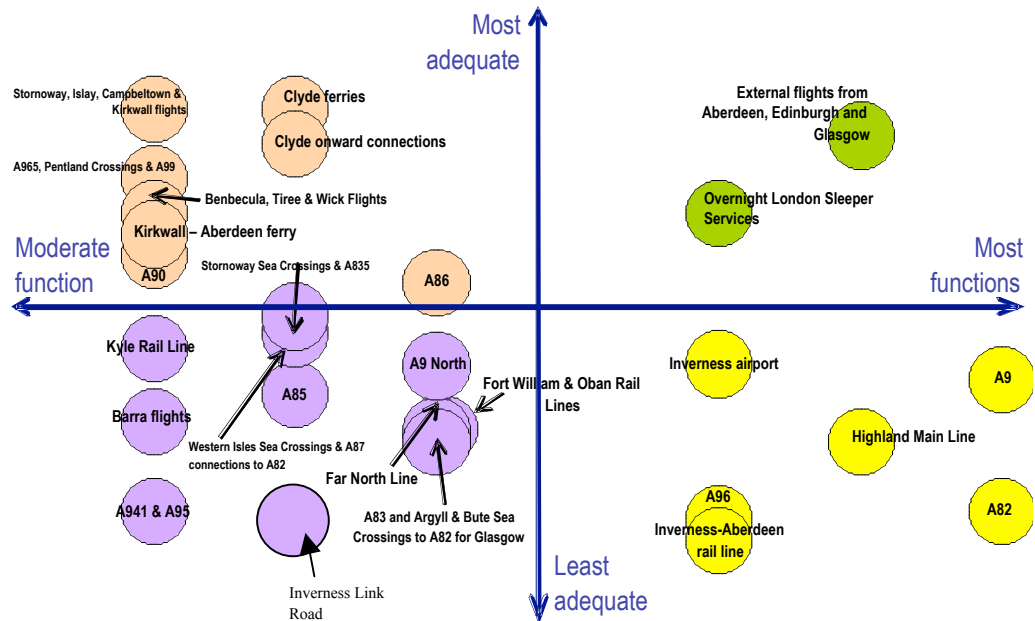 Most
adequate
Stornoway, Islay, Campbeltown &
Kirkwall flights
Clyde ferries
Clyde onward connections
External flights from
Aberdeen, Edinburgh and
Glasgow
A965, Pentland Crossings & A99
Benbecula, Tiree & Wick Flights
Overnight London Sleeper
Services
Kirkwall – Aberdeen ferry
Moderate
function
Stornoway Sea Crossings & A835
A90
A86
Most
functions
Kyle Rail Line
A9 North
Inverness airport
A9
Fort William & Oban Rail
Lines
A85
Barra flights
Western Isles Sea Crossings & A87
connections to A82
Far North Line
Highland Main Line
A941 & A95
A83 and Argyll & Bute Sea
Crossings to A82 for Glasgow
A96
Inverness-Aberdeen
rail line
A82
Least
adequate
Inverness Link
Road